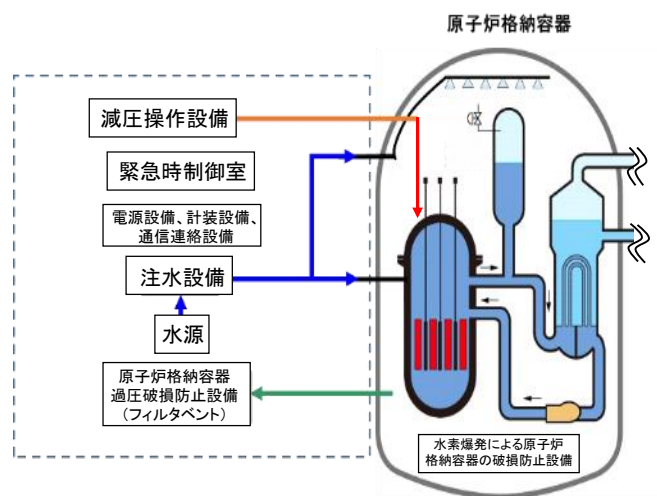 原子炉格納容器
減圧操作設備
緊急時制御室
電源設備、計装設備、
通信連絡設備
注水設備
水源
原子炉格納容器
過圧破損防止設備
(フィルタベント)
水素爆発による原子炉
格納容器の破損防止設備